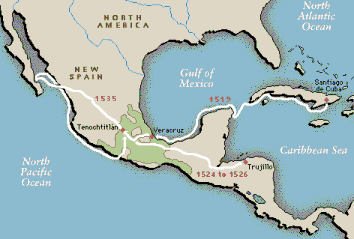 NORTH
AMERICA
North
Atlantic
Ocean
NEW
SPAIN
Gulf of
Mexico
1535
1519
Santiago
de Cuba
Tenochtitlán
Veracruz
Caribbean Sea
North
Pacific
Ocean
Trujillo
1524 to 1526